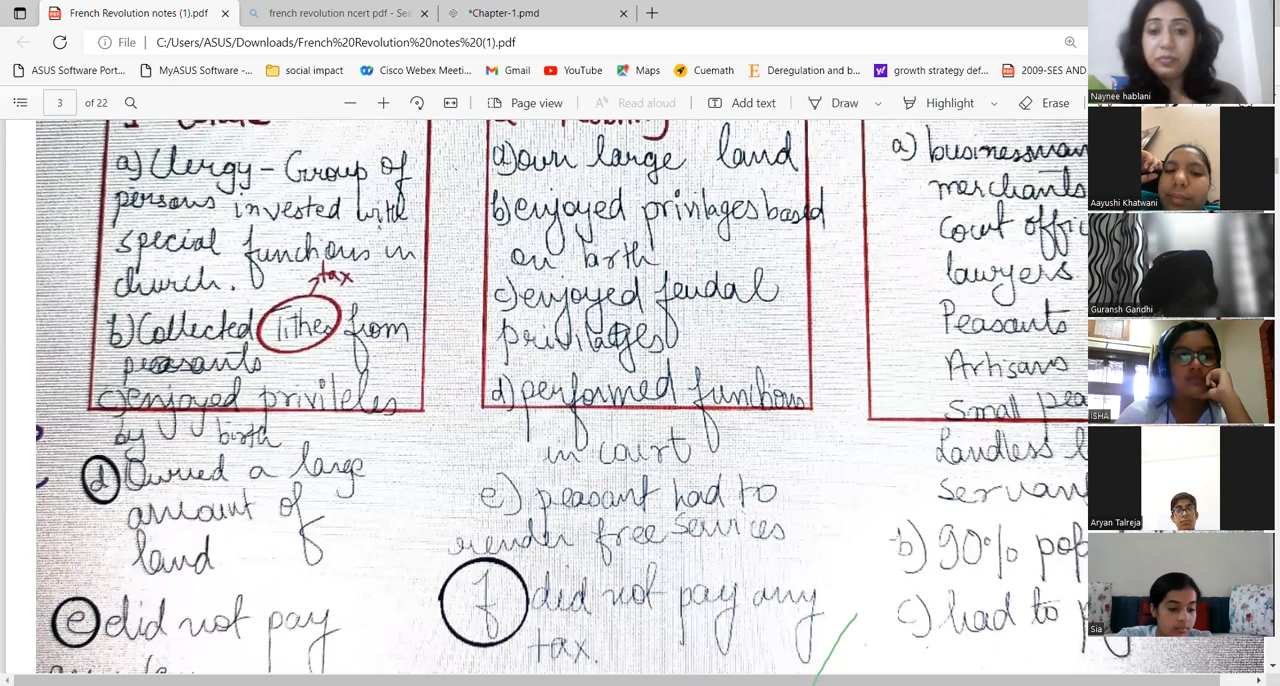 French Revolution notes (1).pdf
french revolution ncert pdf - Sea
*Chapter-1.pmd
File
C:/Users/ASUS/Downloads/French%20Revolution%20notes%20(1).pdf
ASUS Software Port...
MyASUS Software -...
social impact
Cisco Webex Meeti...
Gmail
YouTube
Maps
Cuemath
Deregulation and b...
growth strategy def...
2009-SES AND
3 of 22
Page view
Read aloud
Add text
Draw
Highlight
Erase
a) Clergy - Group of
persons invested with
special functions in
church.
tax
b) Collected tithes from
peasants
c) enjoyed privileles
by birth
d) Owned a large
amount of
land
e) did not pay
a) own large land
b) enjoyed privilages based
on birth
c) enjoyed feudal
privilages
d) performed functions
in court
e) peasant had to
render free services
f) did not pay any
tax.
a) businessman
merchants
Court offi
lawyers
Peasants
Artisans
Small pea
Landless l
Servan
b) 90% pop
c) had to p
Naynee hablani
Aayushi Khatwani
Guransh Gandhi
ISHA
Aryan Talreja
Sia